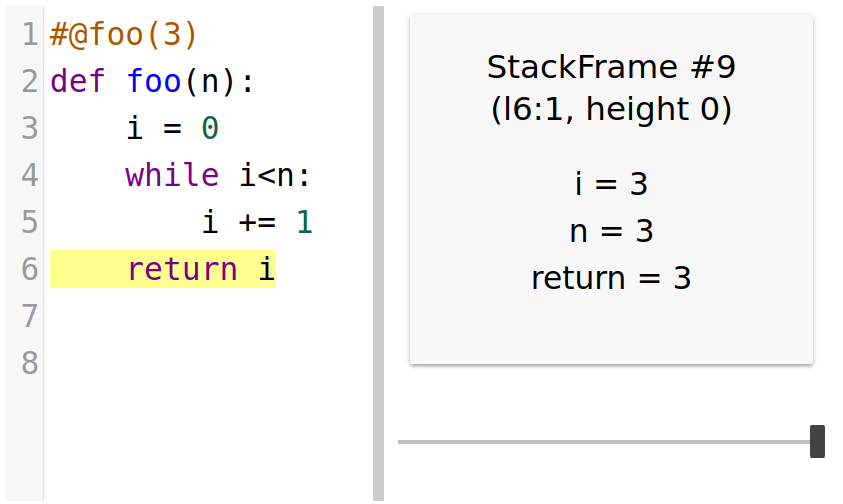 1 #@foo(3)
2 def foo(n):
3     i = 0
4     while i<n:
5         i += 1
6     return i
7
8
StackFrame #9
(l6:1, height 0)
i = 3
n = 3
return = 3